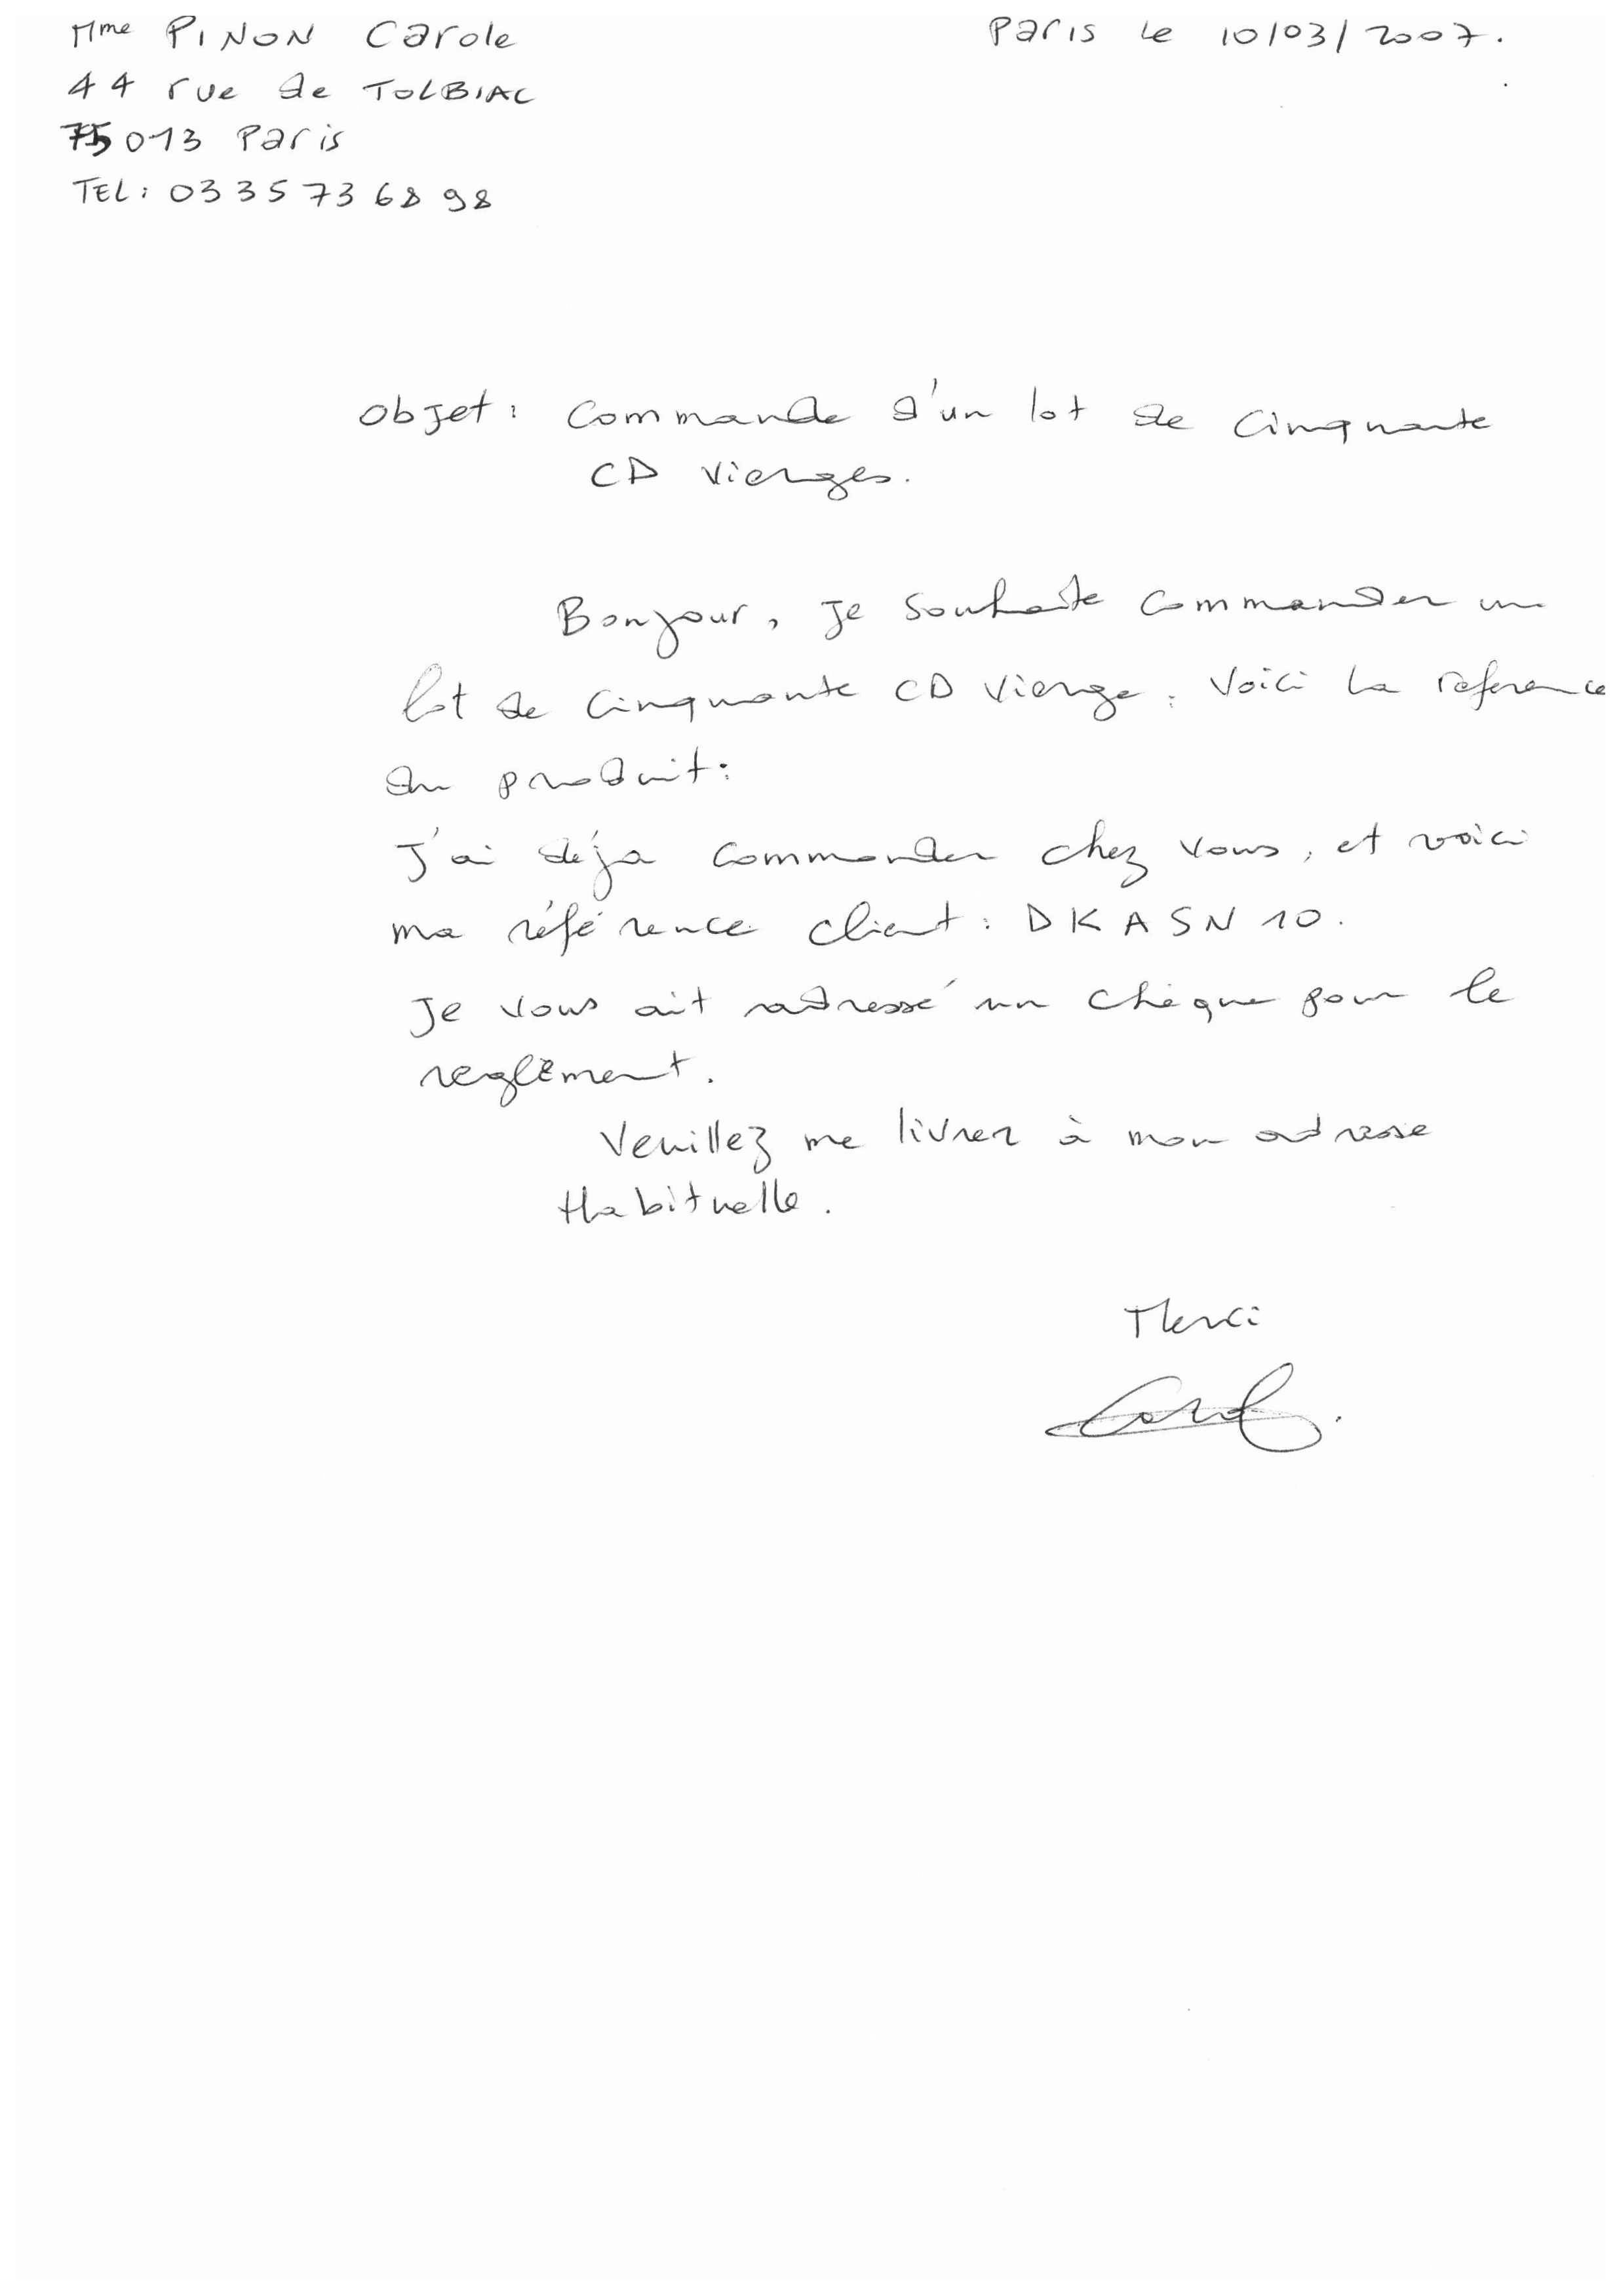 Mme PINON Carole
Paris le 10/03/2007.
44 rue de TOLBIAC
75013 Paris
TEL: 03 35 73 68 98
Objet: Commande d'un lot de cinquante
CD vierges.
Bonjour, je souhaite commander un
lot de cinquante CD vierge. Voici la reference
du produit:
J'ai déja commander chez vous, et voici
ma référence client: DKASN10.
Je vous ait adressé un chéque pour le
reglement.
Veuillez me livrer à mon adresse
Habituelle.
Merci
Carol